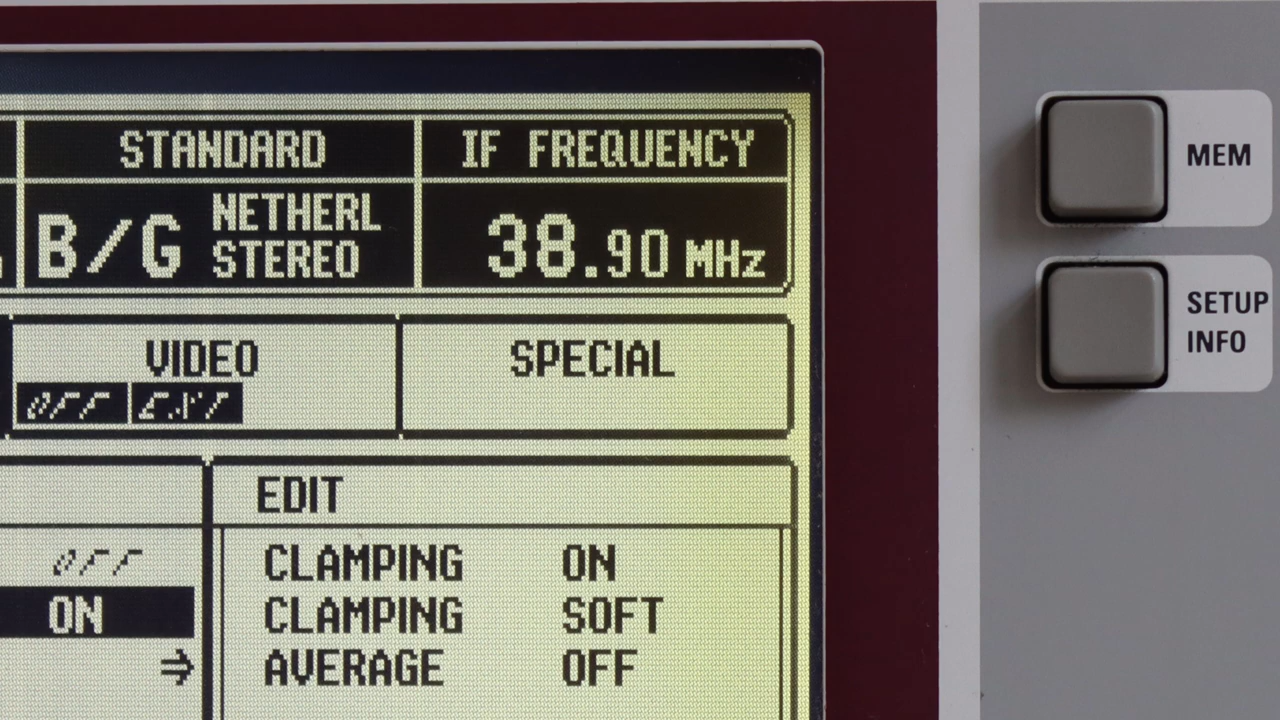 STANDARD IF FREQUENCY
B/G NETHERL STEREO 38.90 MHz
VIDEO SPECIAL
OFF EXT
EDIT
OFF CLAMPING ON
ON CLAMPING SOFT
⇒ AVERAGE OFF
MEM
SETUP
INFO